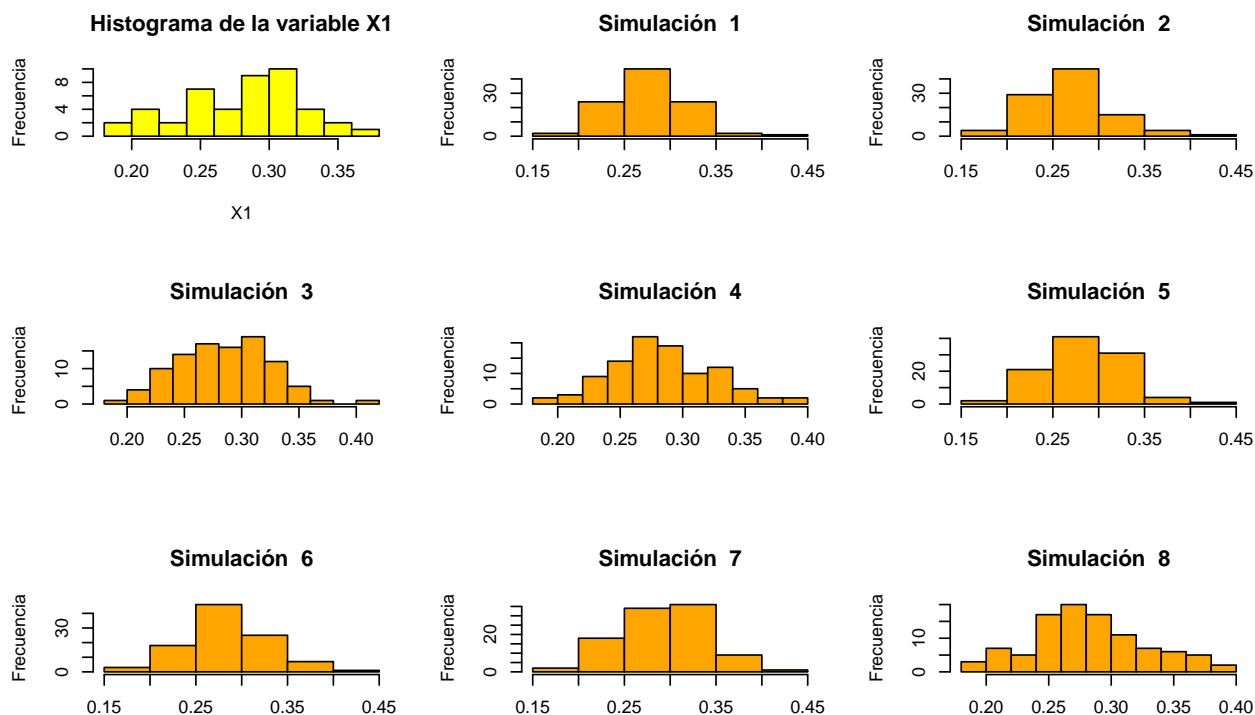 Histograma de la variable X1
Frecuencia
0 4 8
0.20 0.25 0.30 0.35
X1
Simulación 1
Frecuencia
0 30
0.15 0.25 0.35 0.45
Simulación 2
Frecuencia
0 30
0.15 0.25 0.35 0.45
Simulación 3
Frecuencia
0 10
0.20 0.25 0.30 0.35 0.40
Simulación 4
Frecuencia
0 10
0.20 0.25 0.30 0.35 0.40
Simulación 5
Frecuencia
0 20
0.15 0.25 0.35 0.45
Simulación 6
Frecuencia
0 30
0.15 0.25 0.35 0.45
Simulación 7
Frecuencia
0 20
0.15 0.25 0.35 0.45
Simulación 8
Frecuencia
0 10
0.20 0.25 0.30 0.35 0.40